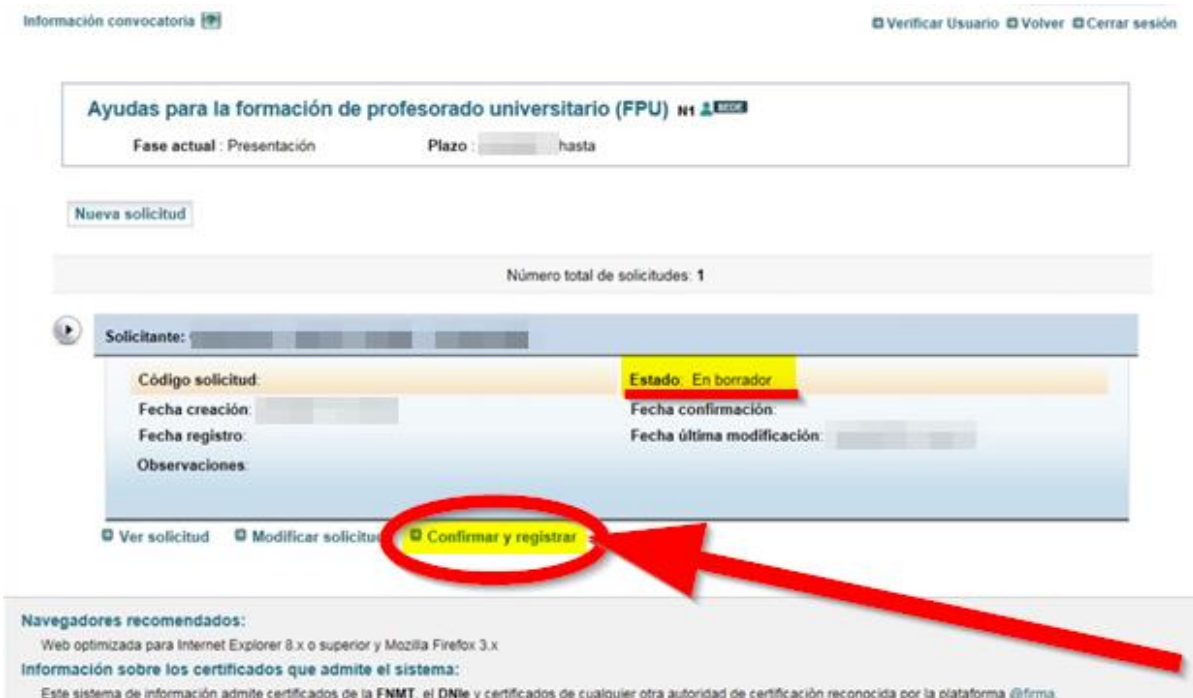 Información convocatoria
Verificar Usuario Volver Cerrar sesión
Ayudas para la formación de profesorado universitario (FPU) N1 SEDE
Fase actual : Presentación Plazo : hasta
Nueva solicitud
Número total de solicitudes: 1
Solicitante:
Código solicitud: Estado: En borrador
Fecha creación: Fecha confirmación:
Fecha registro: Fecha última modificación:
Observaciones:
Ver solicitud Modificar solicitud Confirmar y registrar
Navegadores recomendados:
Web optimizada para Internet Explorer 8.x o superior y Mozilla Firefox 3.x
Información sobre los certificados que admite el sistema:
Este sistema de información admite certificados de la FNMT, el DNIe y certificados de cualquier otra autoridad de certificación reconocida por la plataforma @firma.